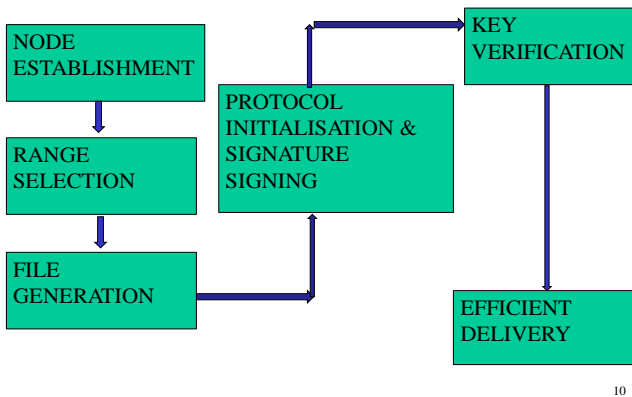 NODE
ESTABLISHMENT
RANGE
SELECTION
FILE
GENERATION
PROTOCOL
INITIALISATION &
SIGNATURE
SIGNING
KEY
VERIFICATION
EFFICIENT
DELIVERY
10